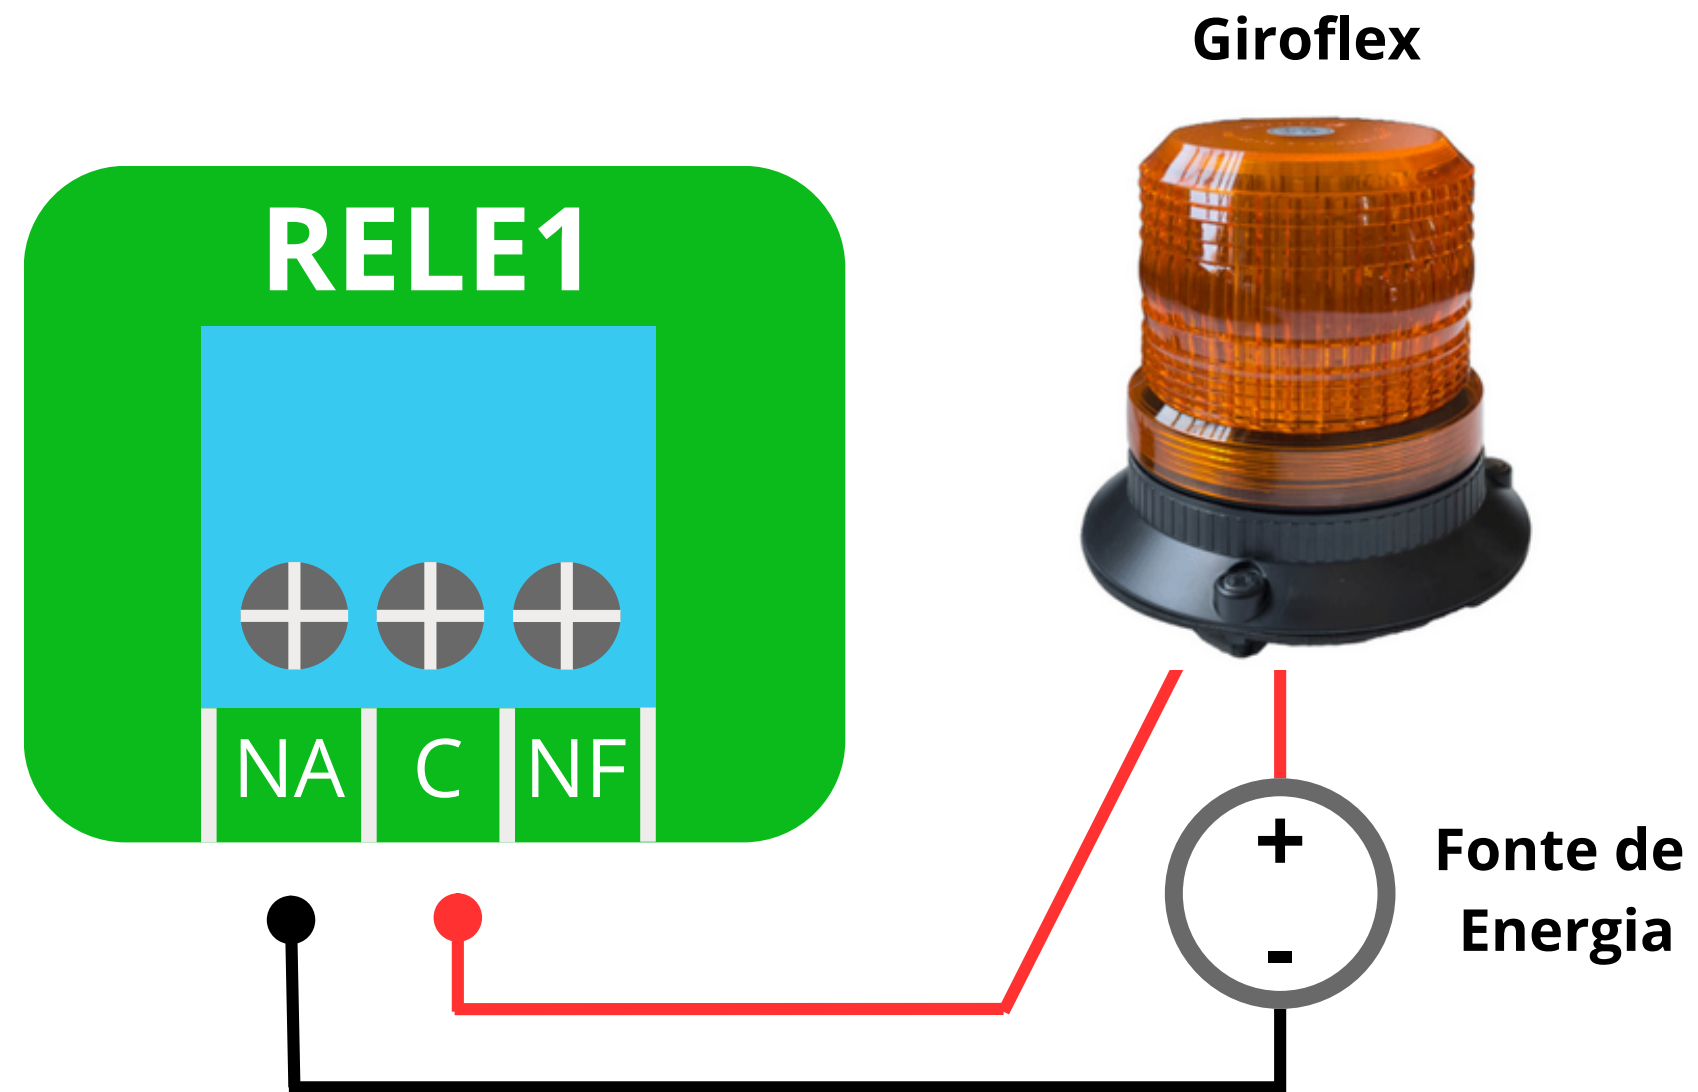 Giroflex
RELE1
NA C NF
+
Fonte de
Energia
-